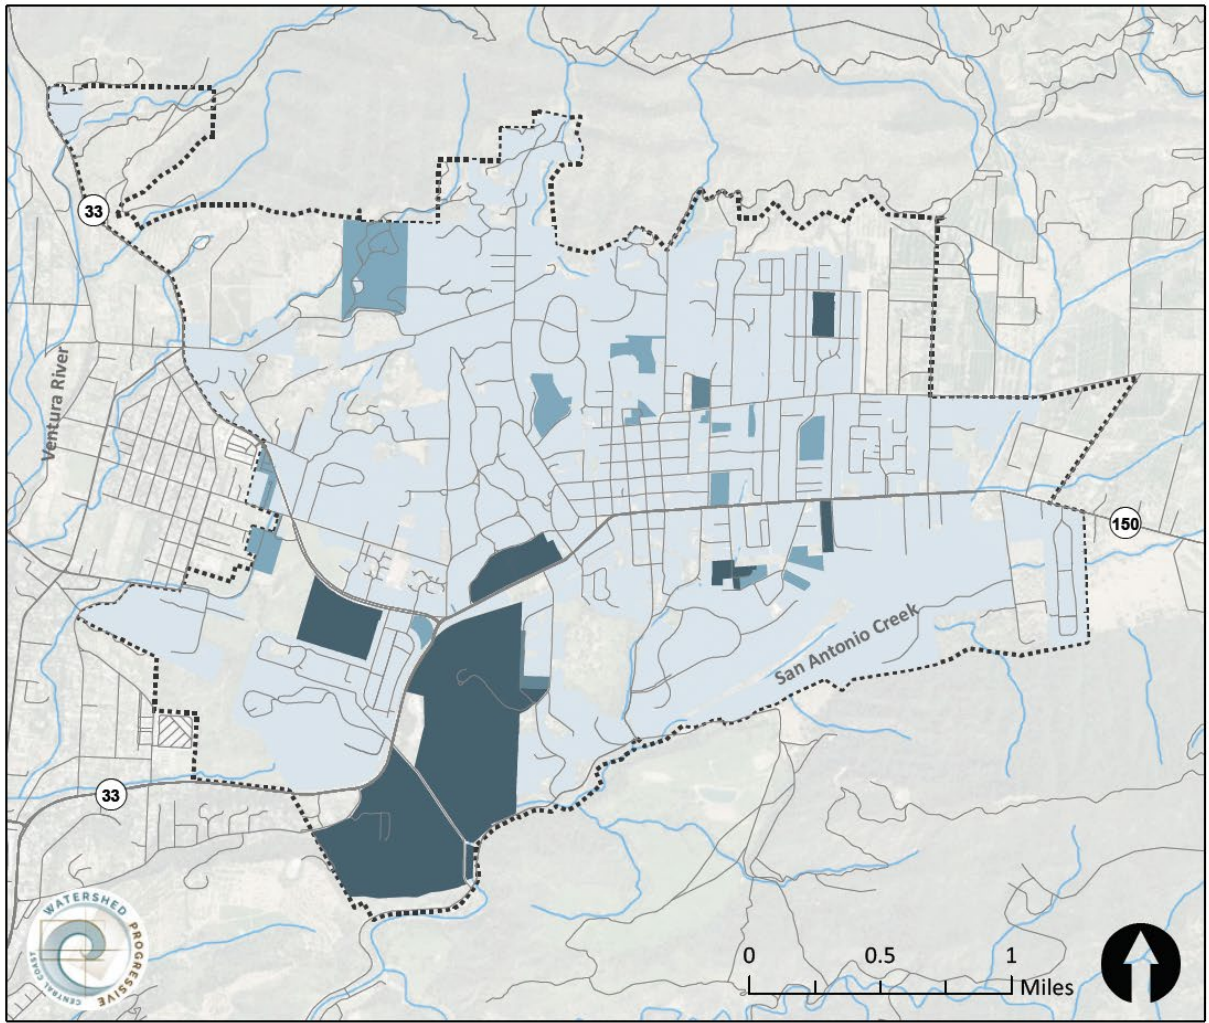 33
Ventura River
150
San Antonio Creek
33
WATERSHED
PROGRESSIVE
CENTRAL COAST
0 0.5 1
Miles